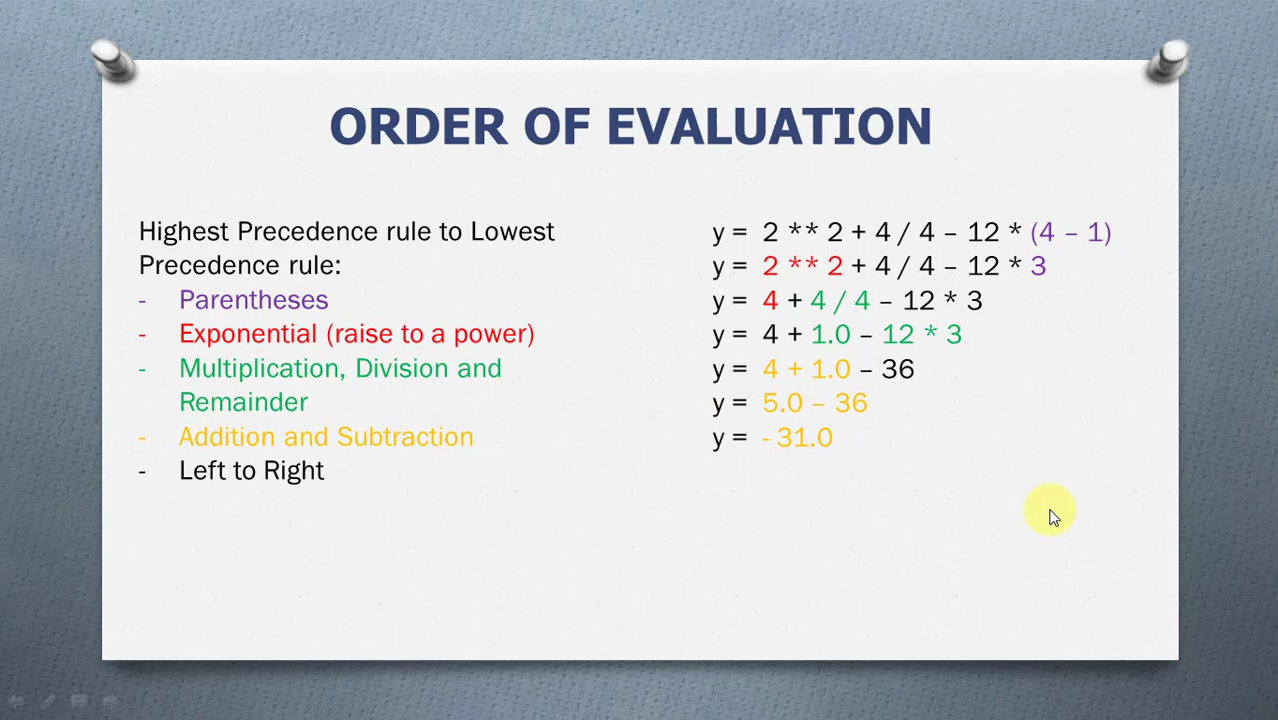 ORDER OF EVALUATION
Highest Precedence rule to Lowest
Precedence rule:
- Parentheses
- Exponential (raise to a power)
- Multiplication, Division and
Remainder
- Addition and Subtraction
- Left to Right
y = 2 ** 2 + 4 / 4 – 12 * (4 – 1)
y = 2 ** 2 + 4 / 4 – 12 * 3
y = 4 + 4 / 4 – 12 * 3
y = 4 + 1.0 – 12 * 3
y = 4 + 1.0 – 36
y = 5.0 – 36
y = - 31.0